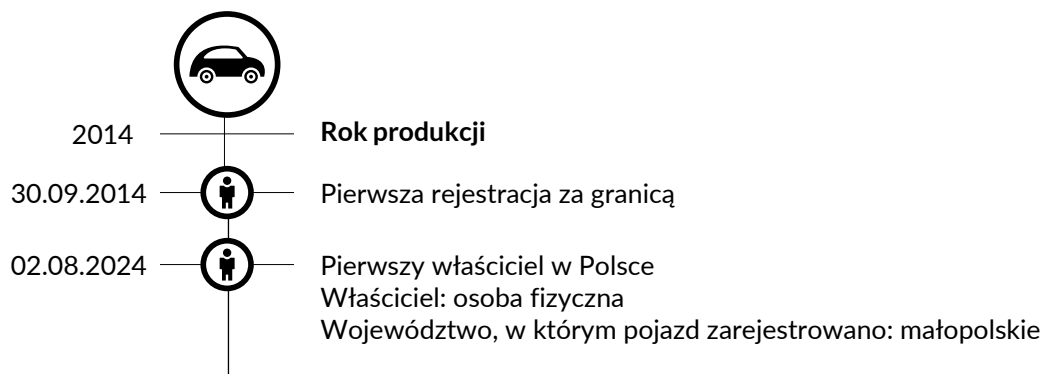 2014 Rok produkcji
30.09.2014 Pierwsza rejestracja za granicą
02.08.2024 Pierwszy właściciel w Polsce
Właściciel: osoba fizyczna
Województwo, w którym pojazd zarejestrowano: małopolskie